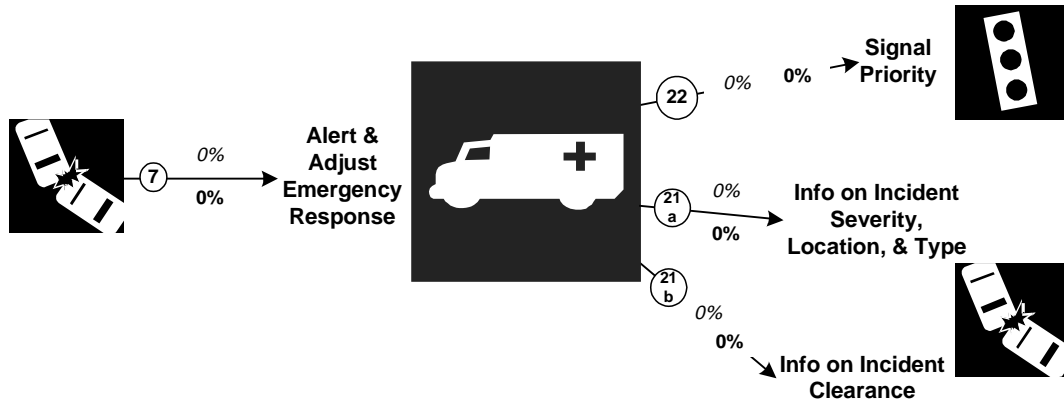 0%
7
0%
Alert &
Adjust
Emergency
Response
22
0%
0%
Signal
Priority
21
a
0%
0%
Info on Incident
Severity,
Location, & Type
21
b
0%
0%
Info on Incident
Clearance